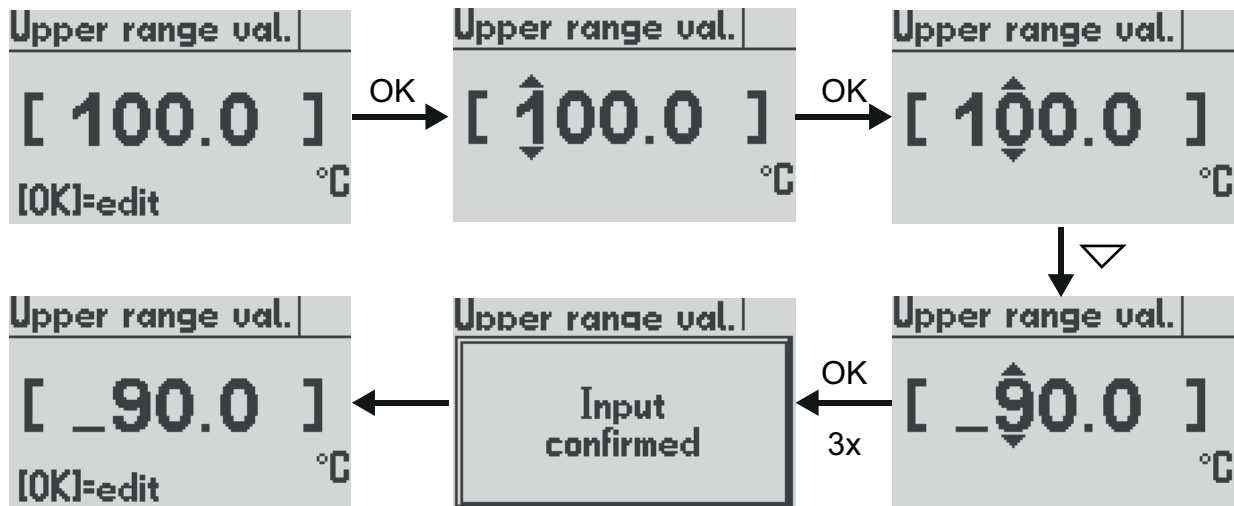 Upper range val.
[ 100.0 ]
°C
[OK]=edit
OK
Upper range val.
[ 100.0 ]
°C
OK
Upper range val.
[ 100.0 ]
°C
Upper range val.
[ _90.0 ]
°C
OK
3x
Upper range val.
Input
confirmed
Upper range val.
[ _90.0 ]
°C
[OK]=edit